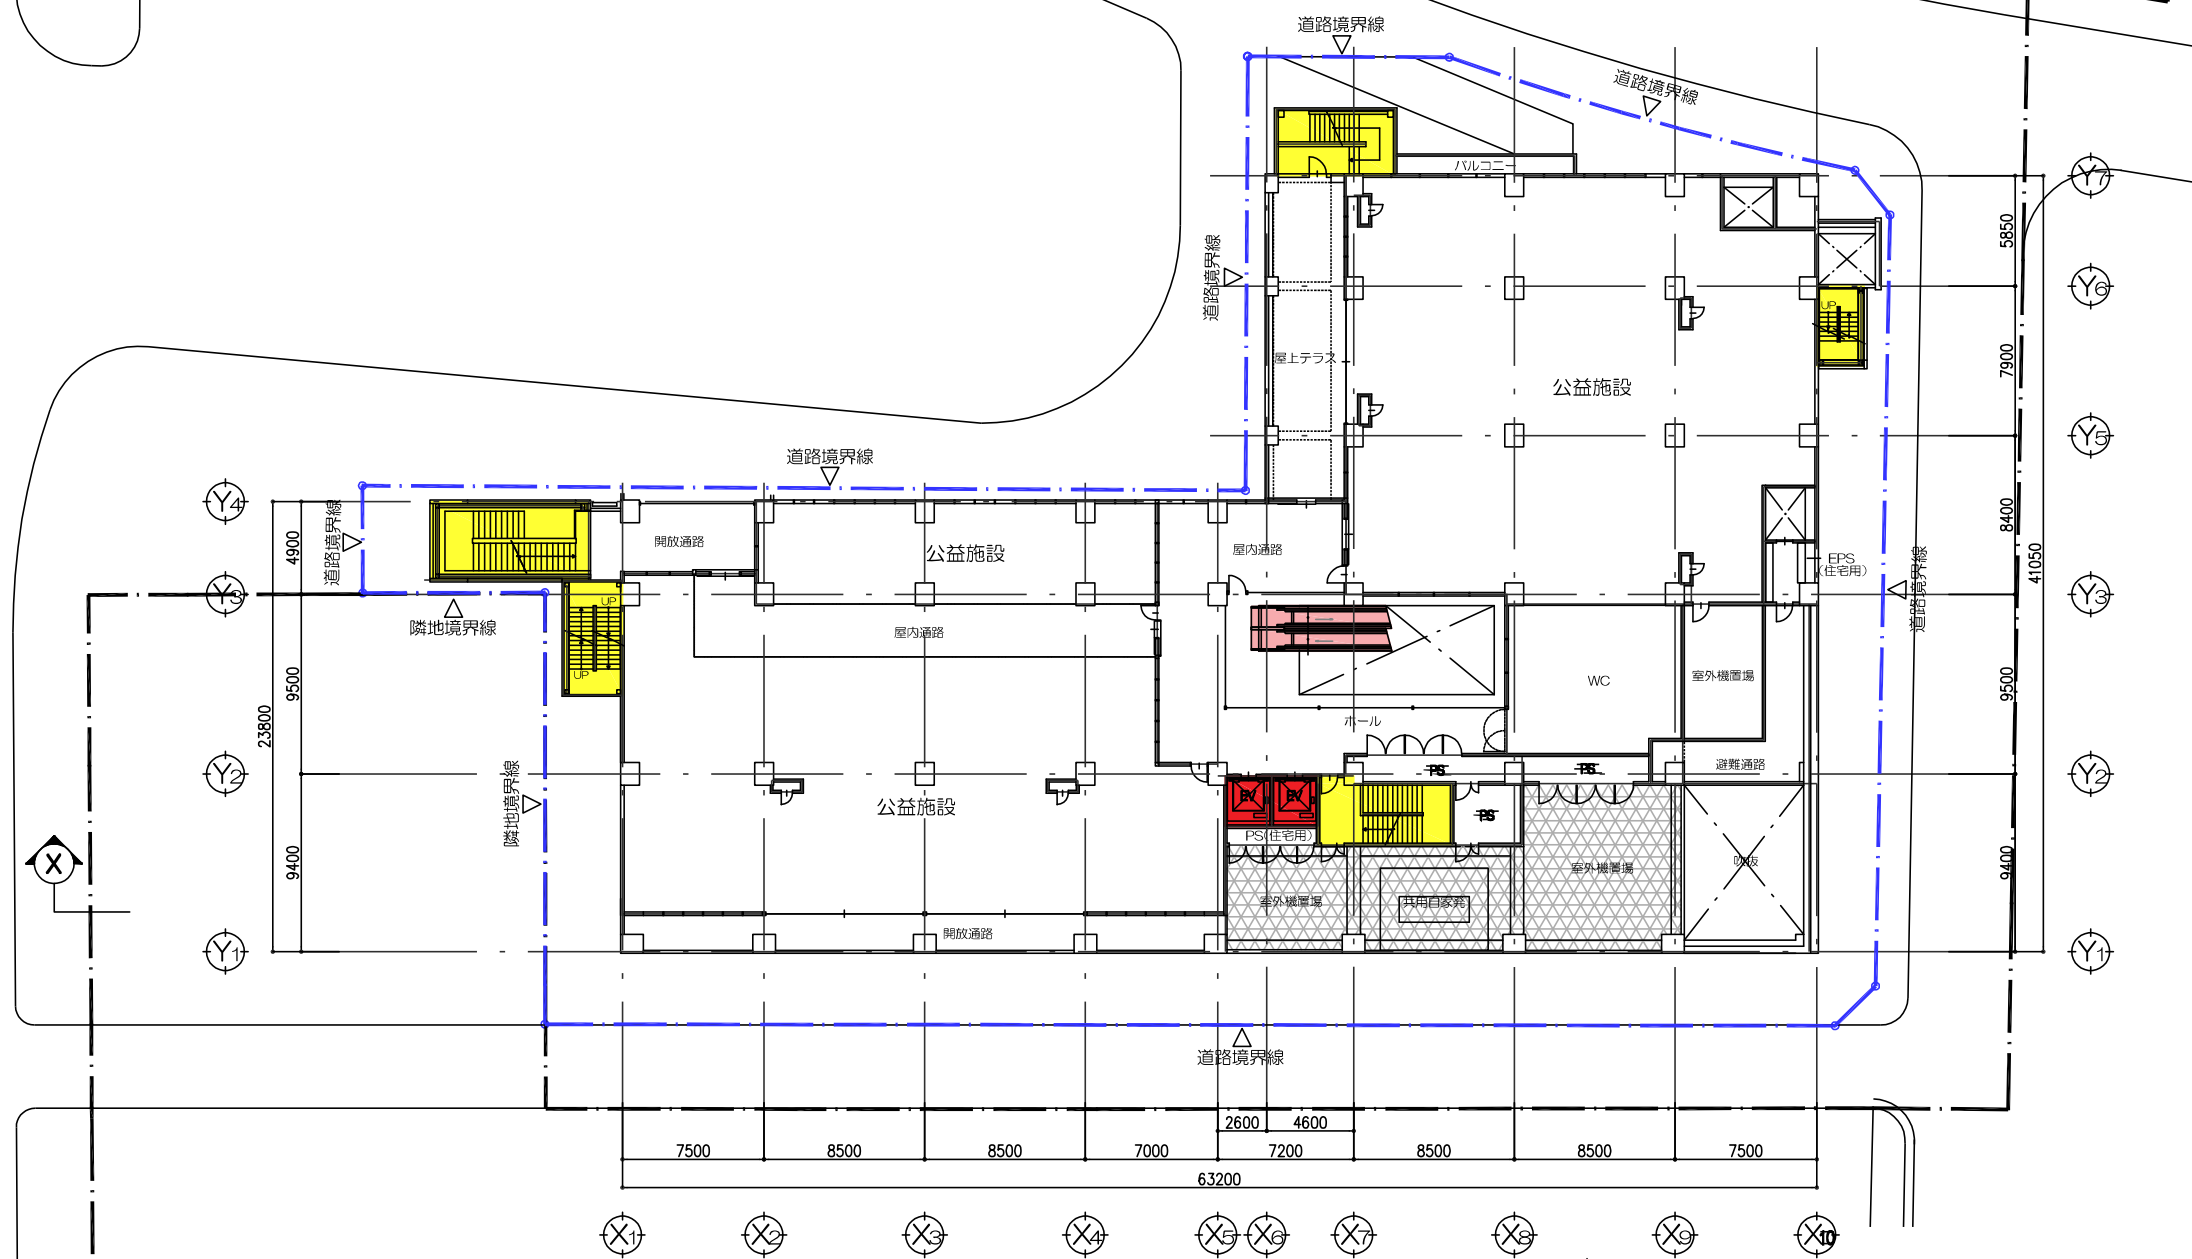 道路境界線
道路境界線
バルコニー
Y7
5850
道路境界線
UP
Y6
屋上テラス
7900
公益施設
Y5
道路境界線
Y4
道路境界線
4900
開放通路
公益施設
屋内通路
8400
EPS
(住宅用)
41050
道路境界線
Y3
Y3
隣地境界線
UP
屋内通路
UP
9500
WC
室外機置場
9500
23800
ホール
Y2
隣地境界線
PS
PS
避難通路
Y2
EV
EV
公益施設
PS
PS(住宅用)
X
9400
室外機置場
吹抜
9400
室外機置場
共用自家発
開放通路
Y1
Y1
道路境界線
2600
4600
7500
8500
8500
7000
7200
8500
8500
7500
63200
X1
X2
X3
X4
X5
X6
X7
X8
X9
X10